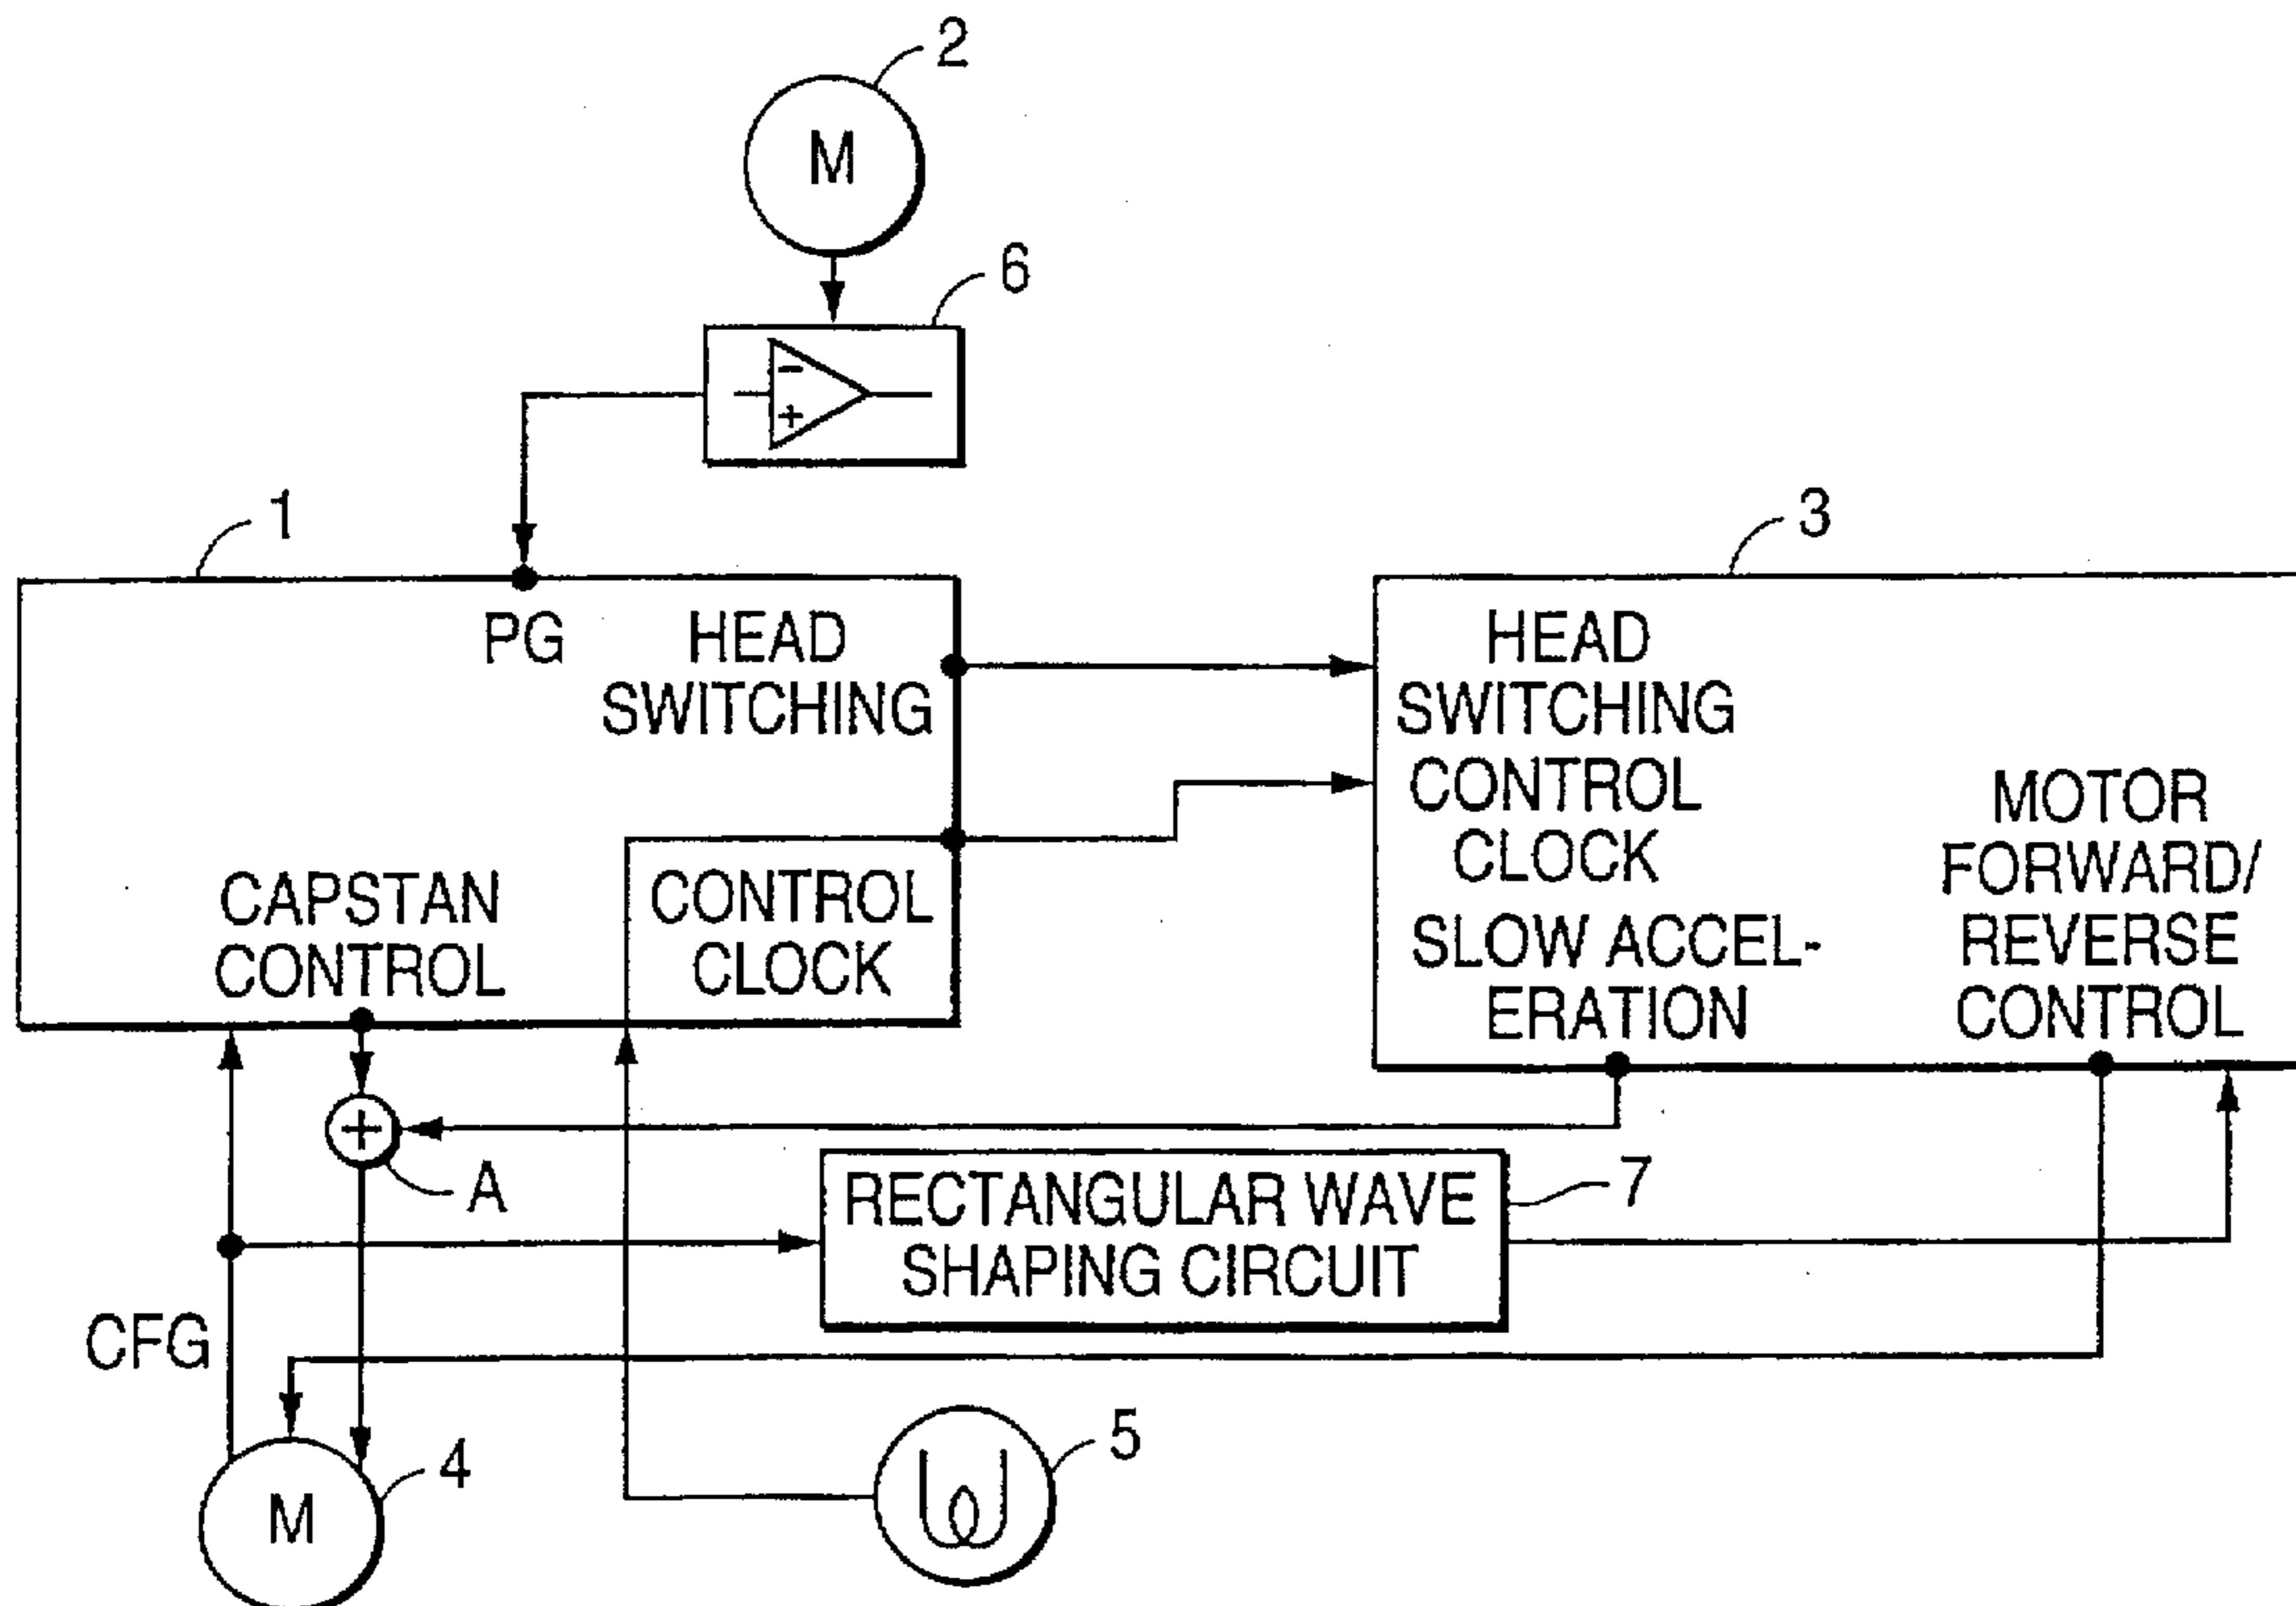 2
M
6
-
+
1
3
PG
HEAD
SWITCHING
CAPSTAN
CONTROL
CONTROL
CLOCK
HEAD
SWITCHING
CONTROL
CLOCK
SLOW ACCEL-
ERATION
MOTOR
FORWARD/
REVERSE
CONTROL
+
A
RECTANGULAR WAVE
SHAPING CIRCUIT
7
CFG
M
4
5